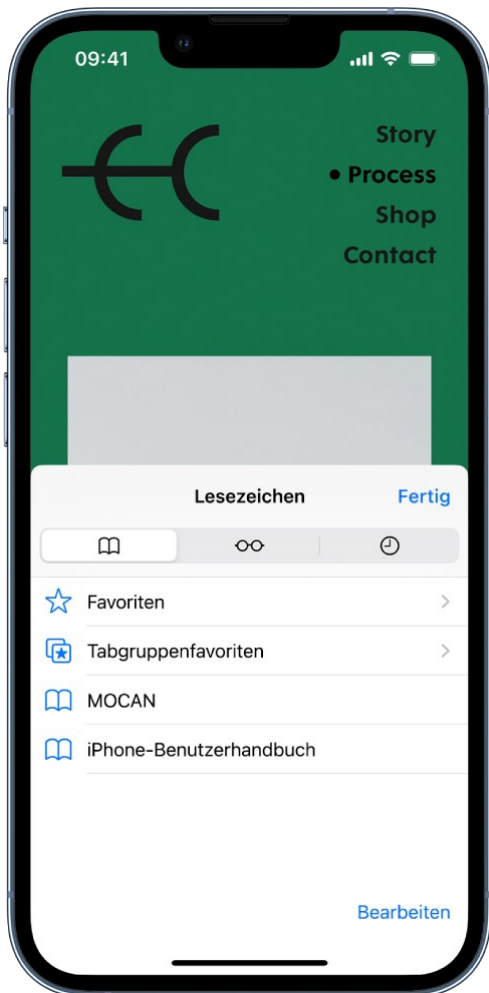 09:41
Story
• Process
Shop
Contact
Lesezeichen
Fertig
Favoriten
Tabgruppenfavoriten
MOCAN
iPhone-Benutzerhandbuch
Bearbeiten